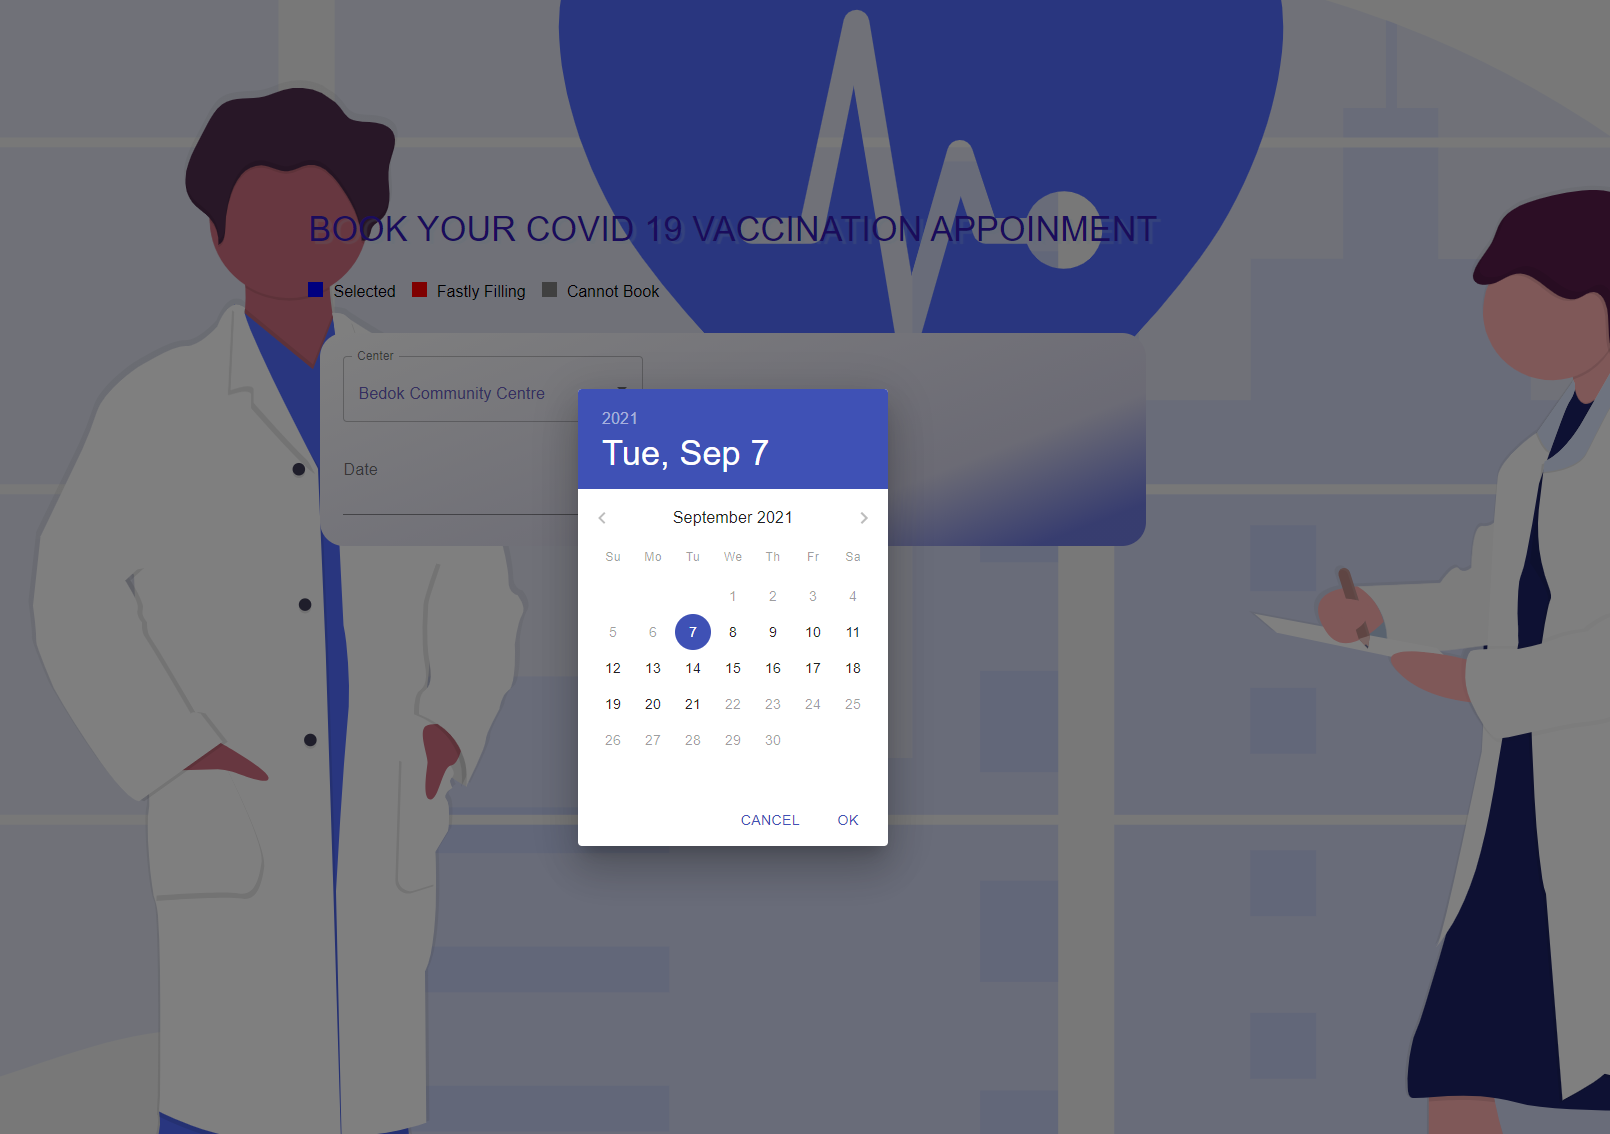 BOOK YOUR COVID 19 VACCINATION APPOINMENT
Selected Fastly Filling Cannot Book
Center
Bedok Community Centre
Date
2021
Tue, Sep 7
September 2021
Su Mo Tu We Th Fr Sa
1 2 3 4
5 6 7 8 9 10 11
12 13 14 15 16 17 18
19 20 21 22 23 24 25
26 27 28 29 30
CANCEL OK